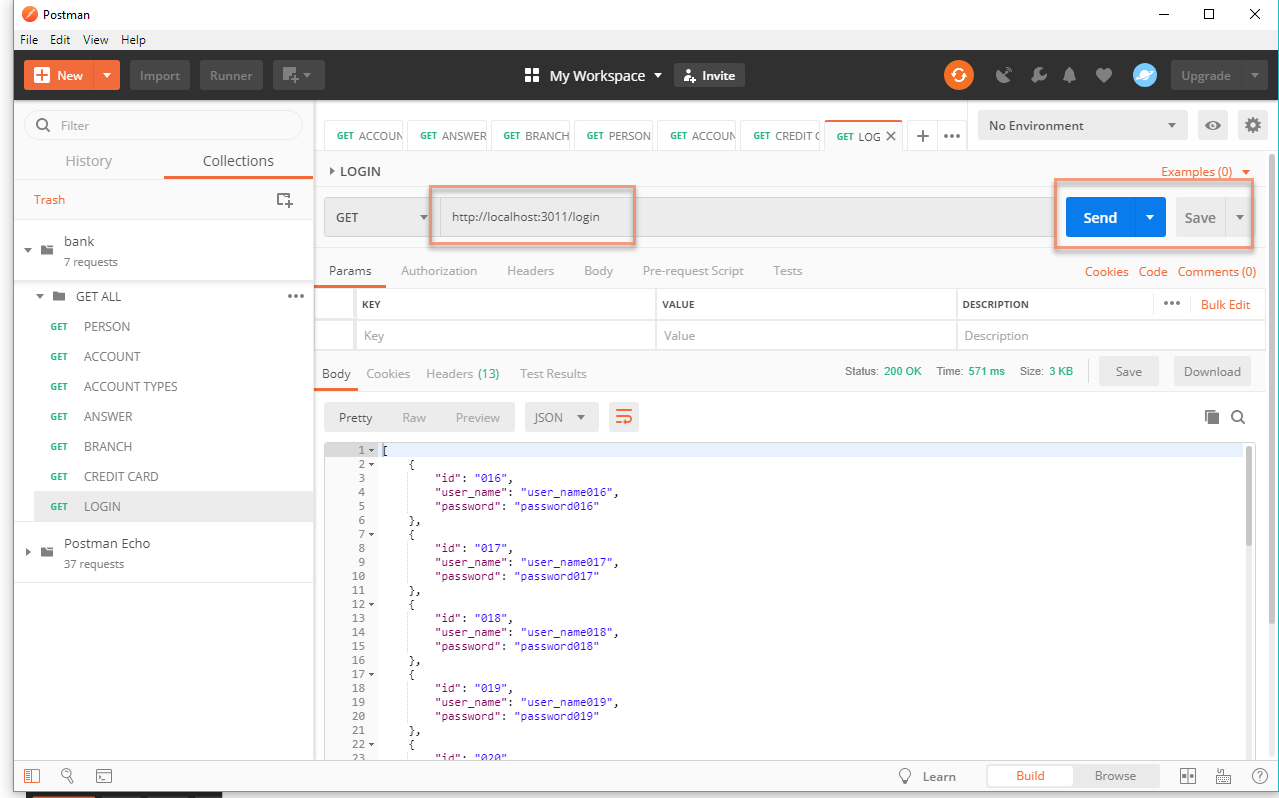 Postman
File Edit View Help
New Import Runner My Workspace Invite Upgrade
Filter
History Collections
Trash
bank
7 requests
GET ALL
GET PERSON
GET ACCOUNT
GET ACCOUNT TYPES
GET ANSWER
GET BRANCH
GET CREDIT CARD
GET LOGIN
Postman Echo
37 requests
GET ACCOUN GET ANSWER GET BRANCH GET PERSON GET ACCOUN GET CREDIT C GET LOG
No Environment
LOGIN Examples (0)
GET http://localhost:3011/login Send Save
Params Authorization Headers Body Pre-request Script Tests Cookies Code Comments (0)
KEY VALUE DESCRIPTION Bulk Edit
Key Value Description
Body Cookies Headers (13) Test Results Status: 200 OK Time: 571 ms Size: 3 KB Save Download
Pretty Raw Preview JSON
1 [
2 {
3 "id": "016",
4 "user_name": "user_name016",
5 "password": "password016"
6 },
7 {
8 "id": "017",
9 "user_name": "user_name017",
10 "password": "password017"
11 },
12 {
13 "id": "018",
14 "user_name": "user_name018",
15 "password": "password018"
16 },
17 {
18 "id": "019",
19 "user_name": "user_name019",
20 "password": "password019"
21 },
22 {
23 "id": "020"
Learn Build Browse